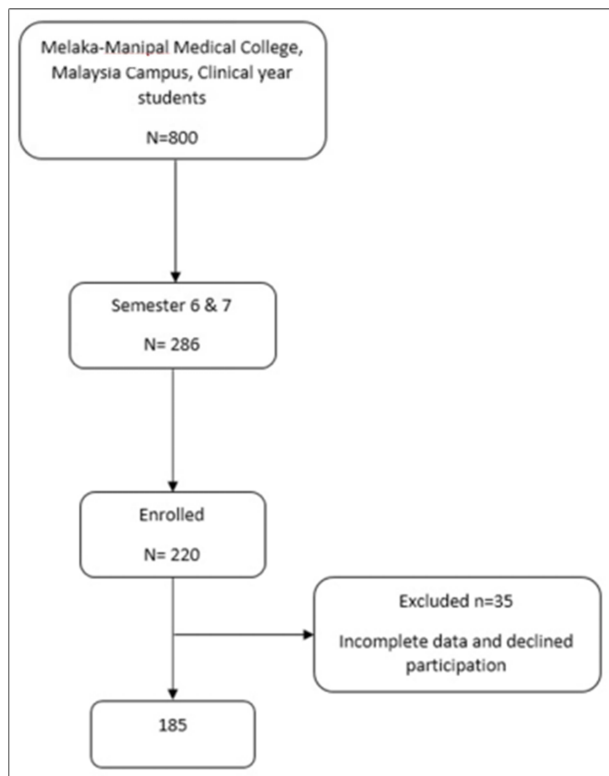 Melaka-Manipal Medical College,
Malaysia Campus, Clinical year
students
N=800
Semester 6 & 7
N= 286
Enrolled
N= 220
Excluded n=35
Incomplete data and declined
participation
185